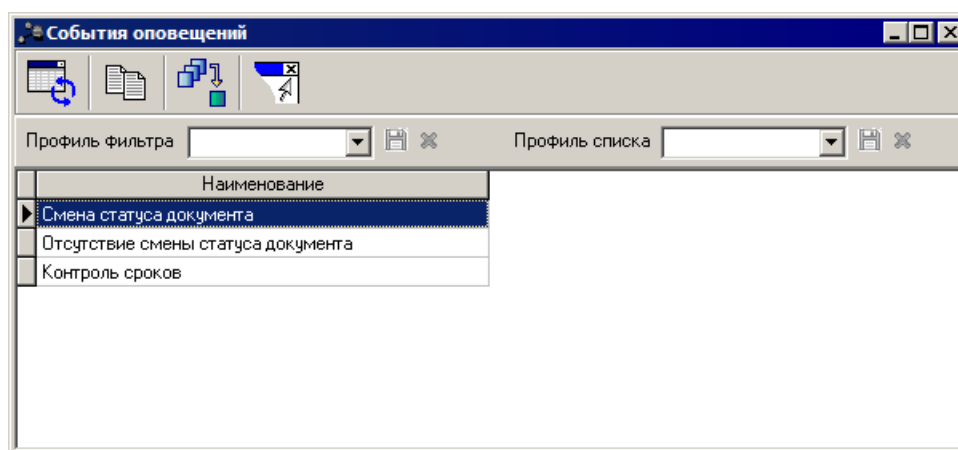 События оповещений
Профиль фильтра Профиль списка
Наименование
Смена статуса документа
Отсутствие смены статуса документа
Контроль сроков